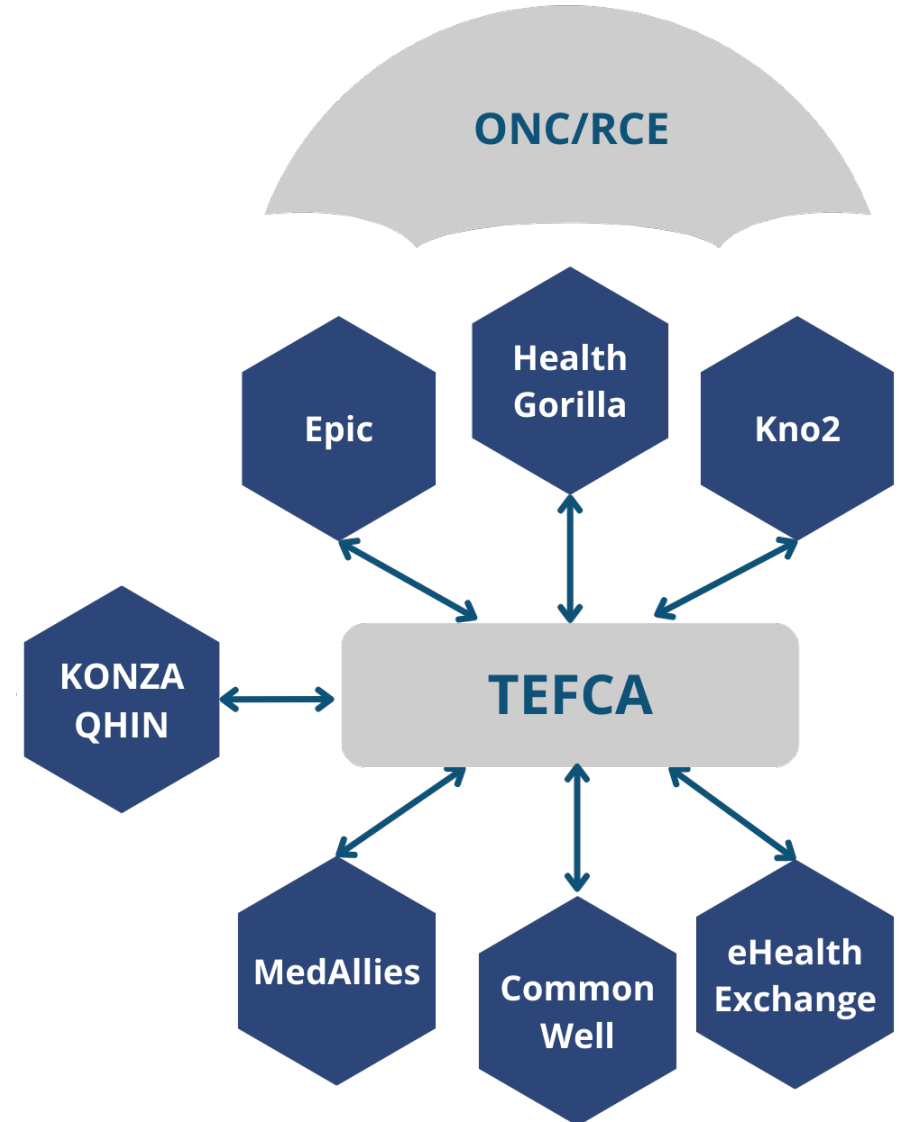 ONC/RCE
Health
Gorilla
Epic
Kno2
KONZA
QHIN
TEFCA
MedAllies
Common
Well
eHealth
Exchange